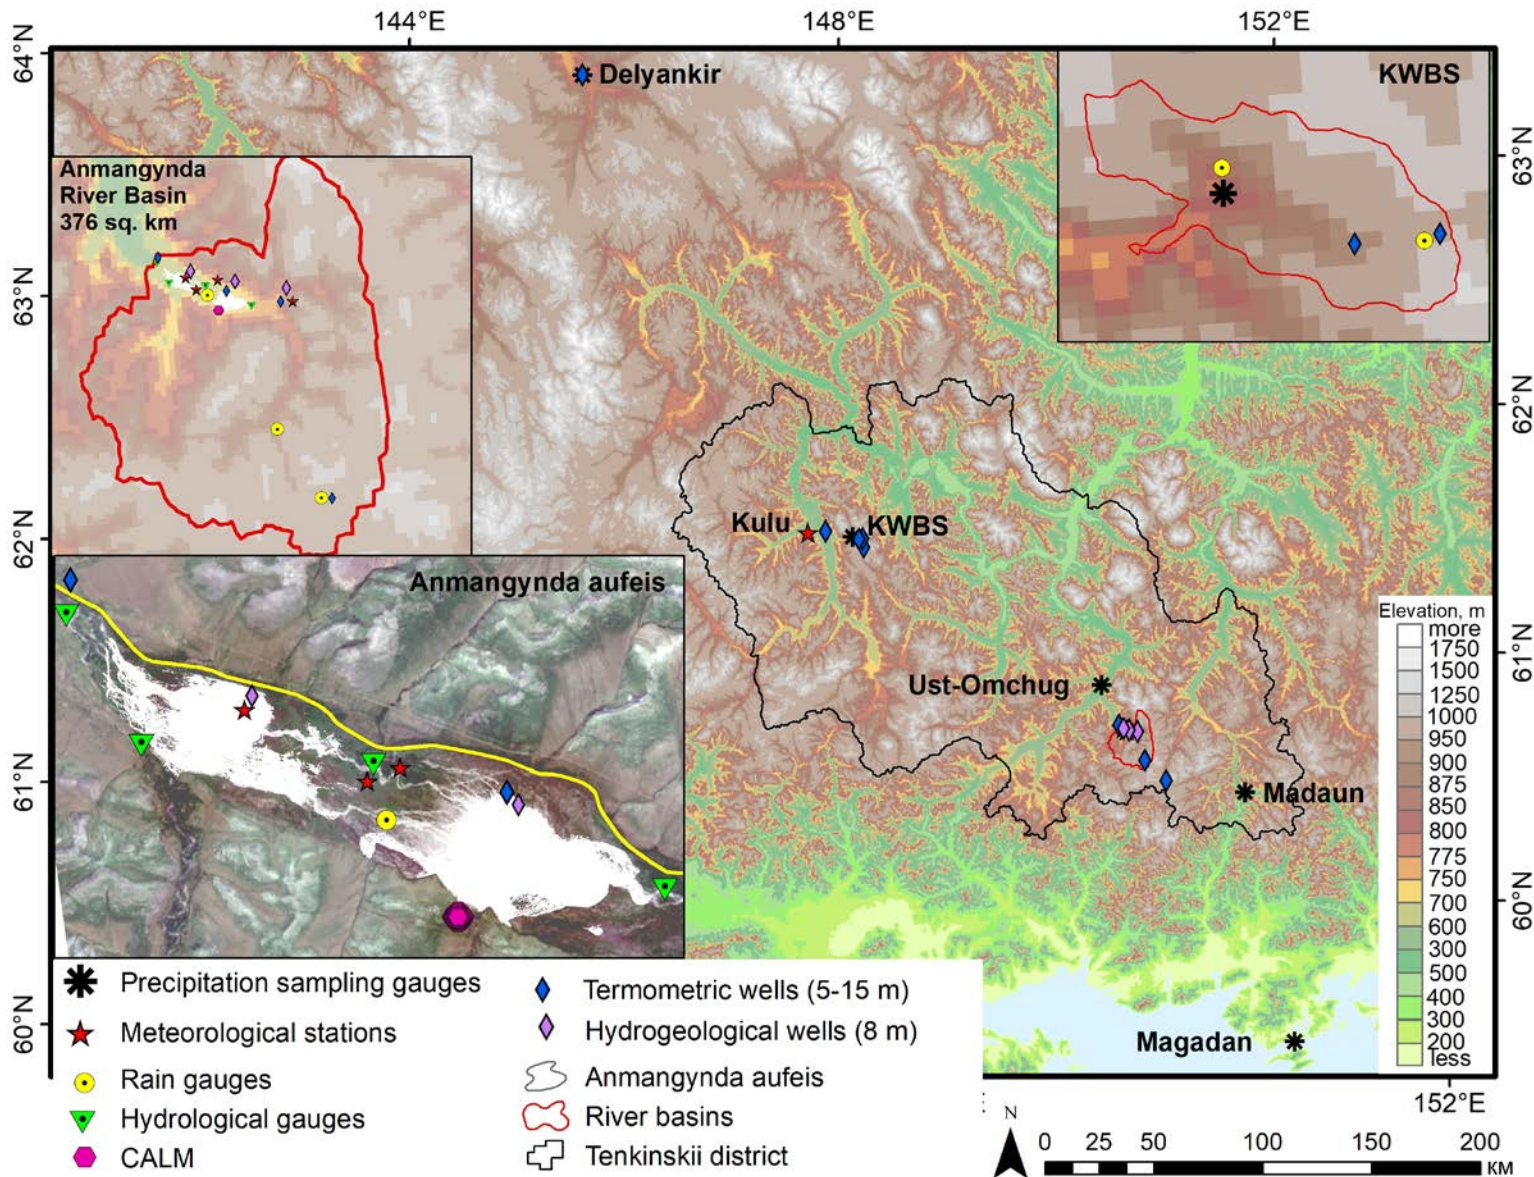 144°E
148°E
152°E
64°N
63°N
62°N
61°N
60°N
63°N
62°N
61°N
60°N
152°E
Delyankir
KWBS
Anmangynda
River Basin
376 sq. km
Kulu
KWBS
Anmangynda aufeis
Ust-Omchug
Madaun
Magadan
Elevation, m
more
1750
1500
1250
1000
950
900
875
850
800
775
750
700
600
300
500
400
300
200
less
Precipitation sampling gauges
Meteorological stations
Rain gauges
Hydrological gauges
CALM
Termometric wells (5-15 m)
Hydrogeological wells (8 m)
Anmangynda aufeis
River basins
Tenkinskii district
N
0 25 50 100 150 200
KM